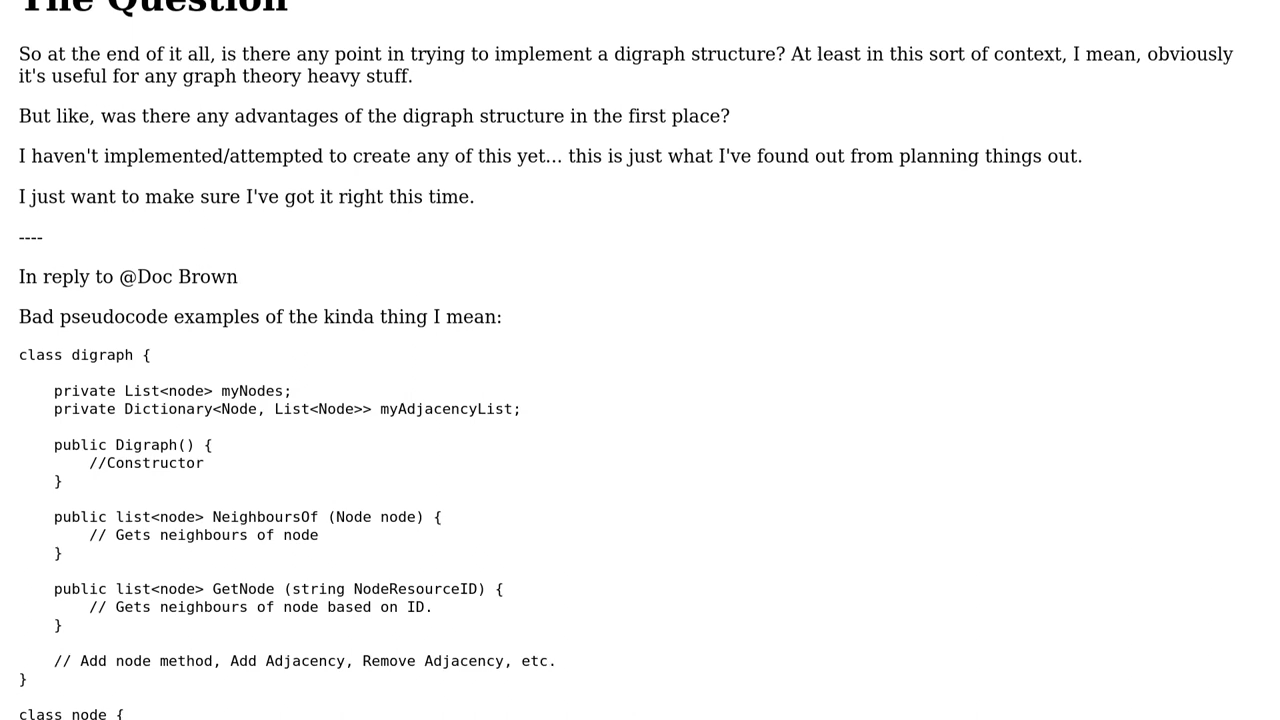 The Question
So at the end of it all, is there any point in trying to implement a digraph structure? At least in this sort of context, I mean, obviously
it's useful for any graph theory heavy stuff.
But like, was there any advantages of the digraph structure in the first place?
I haven't implemented/attempted to create any of this yet... this is just what I've found out from planning things out.
I just want to make sure I've got it right this time.
----
In reply to @Doc Brown
Bad pseudocode examples of the kinda thing I mean:
class digraph {
    private List<node> myNodes;
    private Dictionary<Node, List<Node>> myAdjacencyList;
    public Digraph() {
        //Constructor
    }
    public list<node> NeighboursOf (Node node) {
        // Gets neighbours of node
    }
    public list<node> GetNode (string NodeResourceID) {
        // Gets neighbours of node based on ID.
    }
    // Add node method, Add Adjacency, Remove Adjacency, etc.
}
class node {